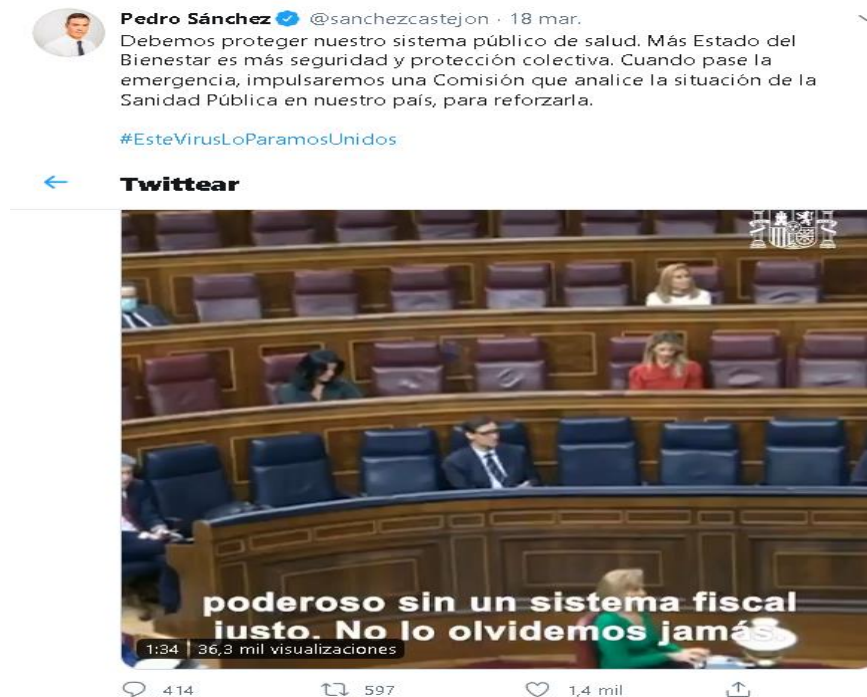 Pedro Sánchez @sanchezcastejon · 18 mar.
Debemos proteger nuestro sistema público de salud. Más Estado del
Bienestar es más seguridad y protección colectiva. Cuando pase la
emergencia, impulsaremos una Comisión que analice la situación de la
Sanidad Pública en nuestro país, para reforzarla.
#EsteVirusLoParamosUnidos
Twittear
poderoso sin un sistema fiscal
justo. No lo olvidemos jamás.
1:34 36,3 mil visualizaciones
414 597 1,4 mil